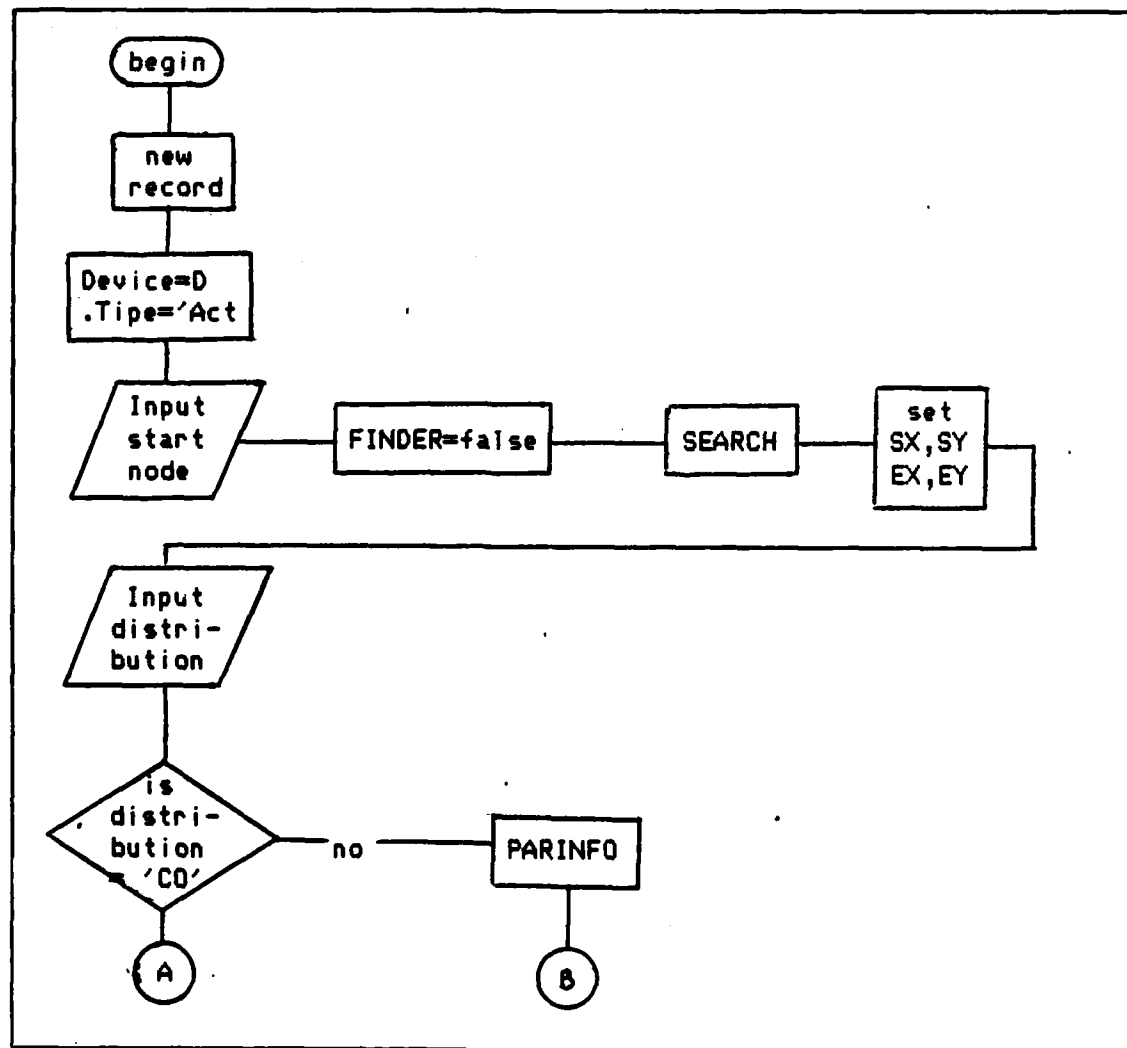 begin
new
record
Device=D
.Tipe='Act
Input
start
node
FINDER=false
SEARCH
set
SX,SY
EX,EY
Input
distri-
bution
is
distri-
bution
= 'CO'
no
PARINFO
A
B